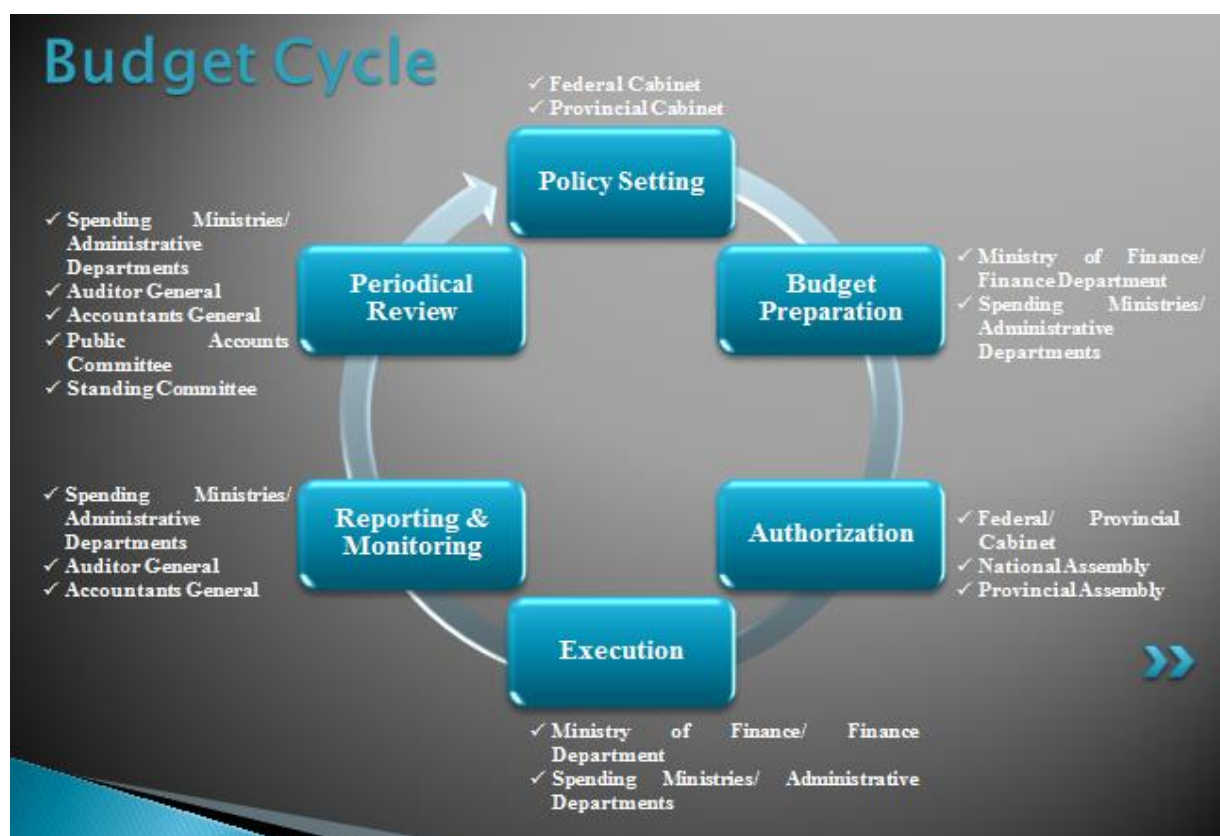 Budget Cycle
✓ Federal Cabinet
✓ Provincial Cabinet
Policy Setting
✓ Ministry of Finance/
Finance Department
✓ Spending Ministries/
Administrative
Departments
Budget
Preparation
✓ Federal/ Provincial
Cabinet
✓ National Assembly
✓ Provincial Assembly
Authorization
Execution
✓ Ministry of Finance/ Finance
Department
✓ Spending Ministries/ Administrative
Departments
✓ Spending Ministries/
Administrative
Departments
✓ Auditor General
✓ Accountants General
Reporting &
Monitoring
✓ Spending Ministries/
Administrative
Departments
✓ Auditor General
✓ Accountants General
✓ Public Accounts
Committee
✓ Standing Committee
Periodical
Review